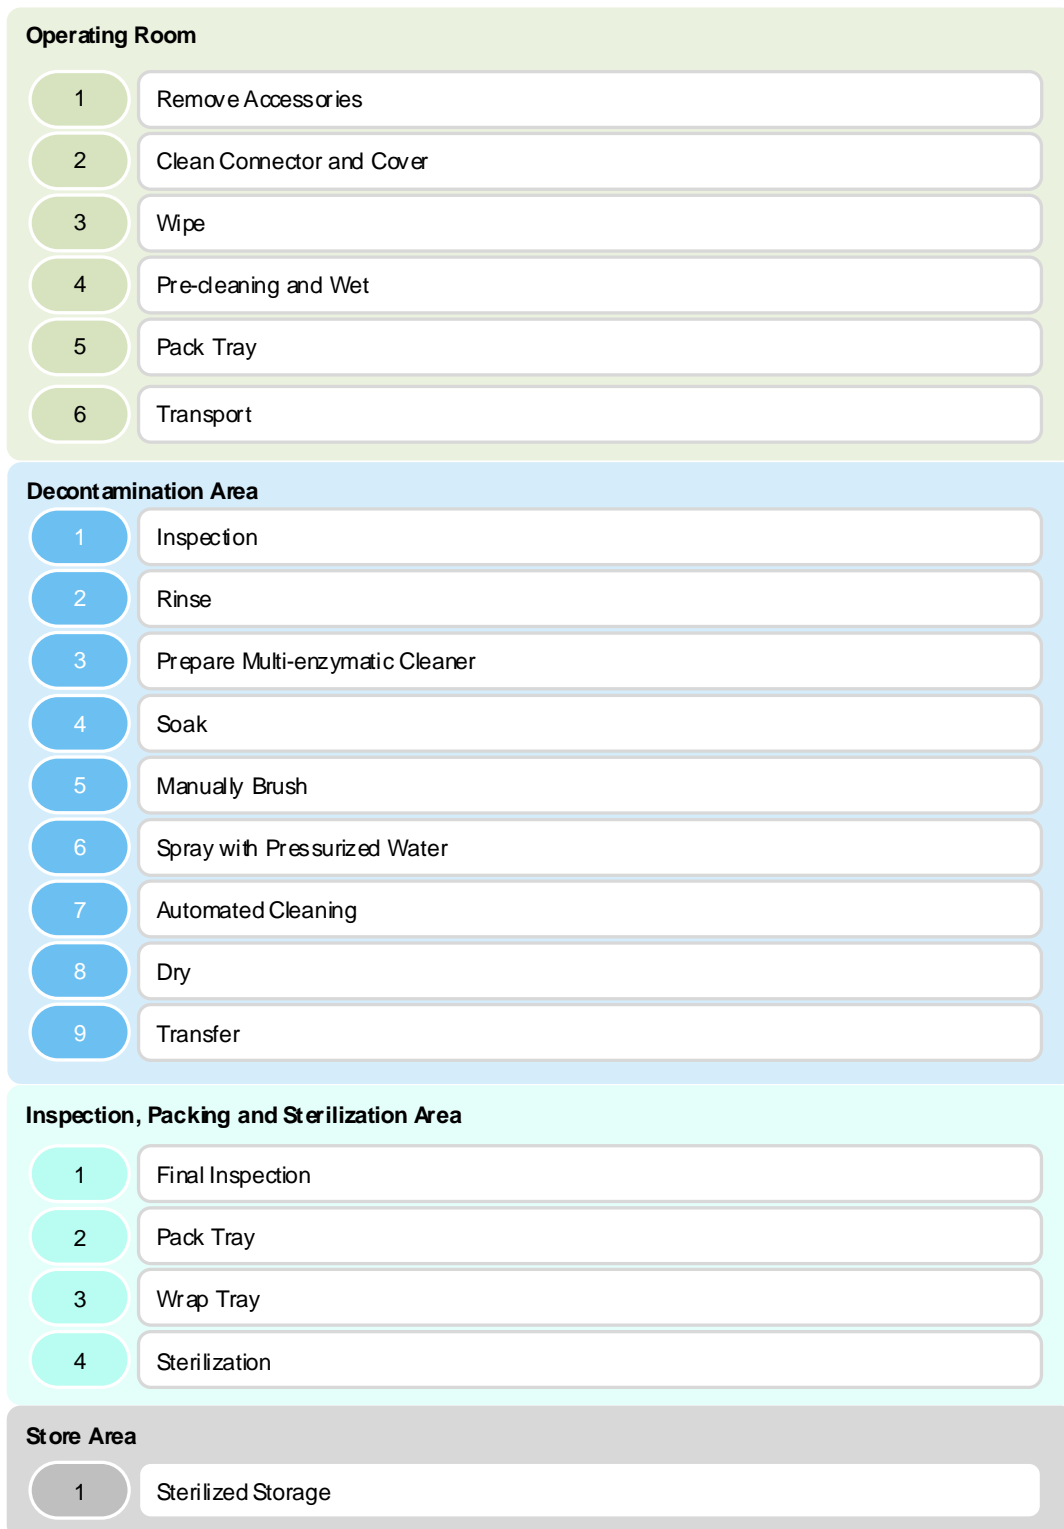 Operating Room
1 Remove Accessories
2 Clean Connector and Cover
3 Wipe
4 Pre-cleaning and Wet
5 Pack Tray
6 Transport
Decontamination Area
1 Inspection
2 Rinse
3 Prepare Multi-enzymatic Cleaner
4 Soak
5 Manually Brush
6 Spray with Pressurized Water
7 Automated Cleaning
8 Dry
9 Transfer
Inspection, Packing and Sterilization Area
1 Final Inspection
2 Pack Tray
3 Wrap Tray
4 Sterilization
Store Area
1 Sterilized Storage